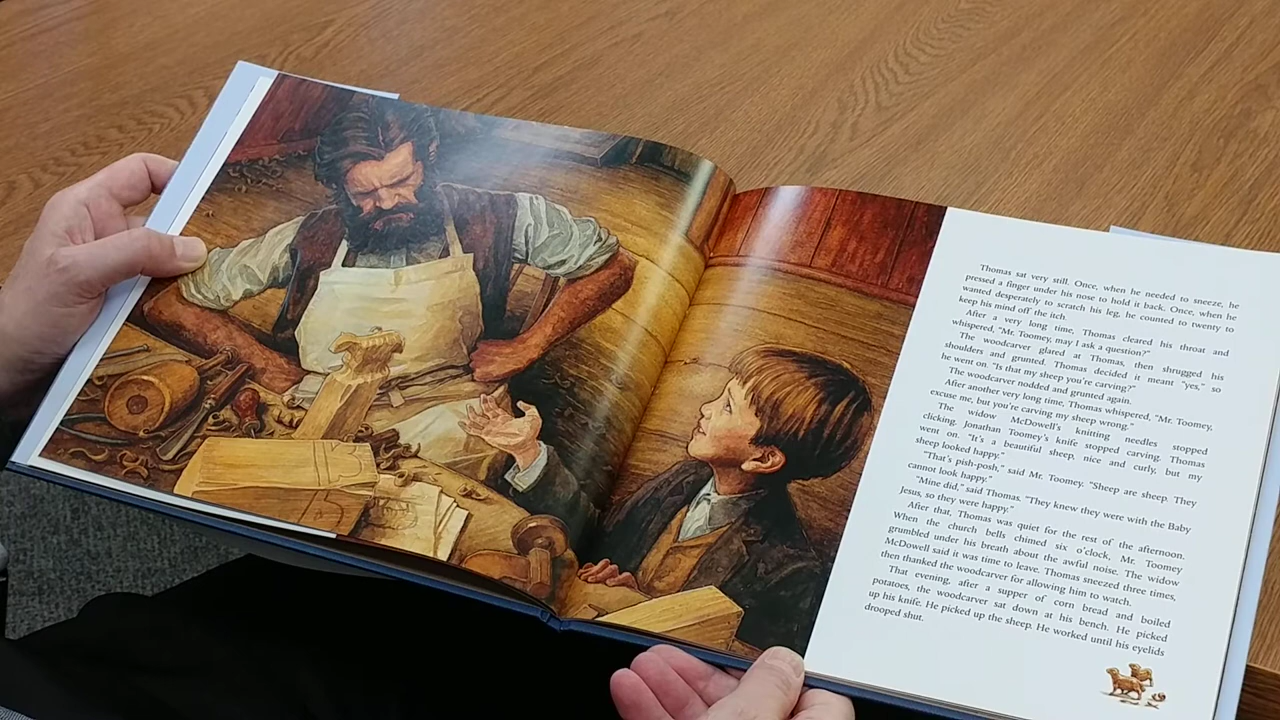 Thomas sat very still. Once, when he needed to sneeze, he
pressed a finger under his nose to hold it back. Once, when he
wanted desperately to scratch his leg, he counted to twenty to
keep his mind off the itch.
After a very long time, Thomas cleared his throat and
whispered, "Mr. Toomey, may I ask a question?"
The woodcarver glared at Thomas, then shrugged his
shoulders and grunted. Thomas decided it meant "yes," so
he went on. "Is that my sheep you're carving?"
The woodcarver nodded and grunted again.
After another very long time, Thomas whispered, "Mr. Toomey,
excuse me, but you're carving my sheep wrong."
The widow McDowell's knitting needles stopped
clicking. Jonathan Toomey's knife stopped carving. Thomas
went on. "It's a beautiful sheep, nice and curly, but my
sheep looked happy."
"That's pish-posh," said Mr. Toomey. "Sheep are sheep. They
cannot look happy."
"Mine did," said Thomas. "They knew they were with the Baby
Jesus, so they were happy."
After that, Thomas was quiet for the rest of the afternoon.
When the church bells chimed six o'clock, Mr. Toomey
grumbled under his breath about the awful noise. The widow
McDowell said it was time to leave. Thomas sneezed three times,
then thanked the woodcarver for allowing him to watch.
That evening, after a supper of corn bread and boiled
potatoes, the woodcarver sat down at his bench. He picked
up his knife. He picked up the sheep. He worked until his eyelids
drooped shut.